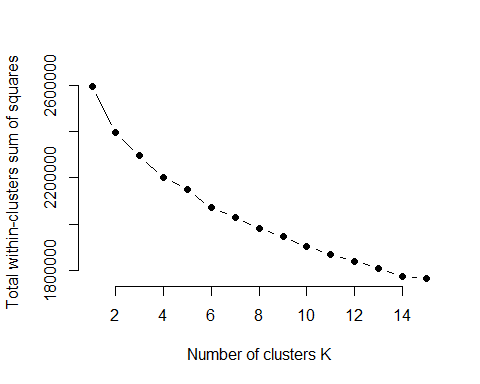 Total within-clusters sum of squares
2600000
2200000
1800000
2 4 6 8 10 12 14
Number of clusters K